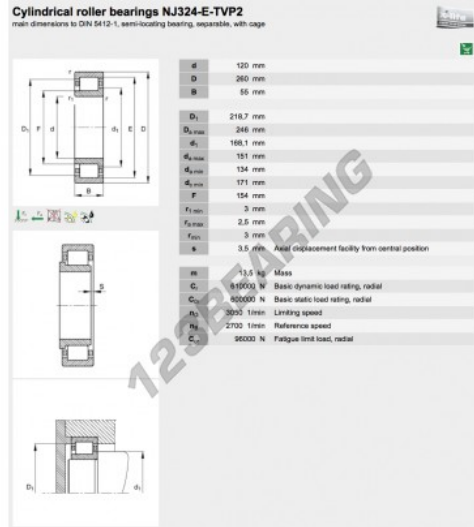 Cylindrical roller bearings NJ324-E-TVP2
main dimensions to DIN 5412-1, semi-locating bearing, separable, with cage
d 120 mm
D 260 mm
B 55 mm
D1 218,7 mm
Da max 246 mm
d1 168,1 mm
da max 151 mm
da min 134 mm
dc min 171 mm
F 154 mm
r1 min 3 mm
ra max 2,5 mm
rmin 3 mm
s 3,5 mm Axial displacement facility from central position
m 13,5 kg Mass
Cr 610000 N Basic dynamic load rating, radial
600000 N Basic static load rating, radial
nG 3050 1/min Limiting speed
2700 1/min Reference speed
96000 N Fatigue limit load, radial
r
r1 r
D1 F d d1 E D
B
S
D1 d1
123BEARING